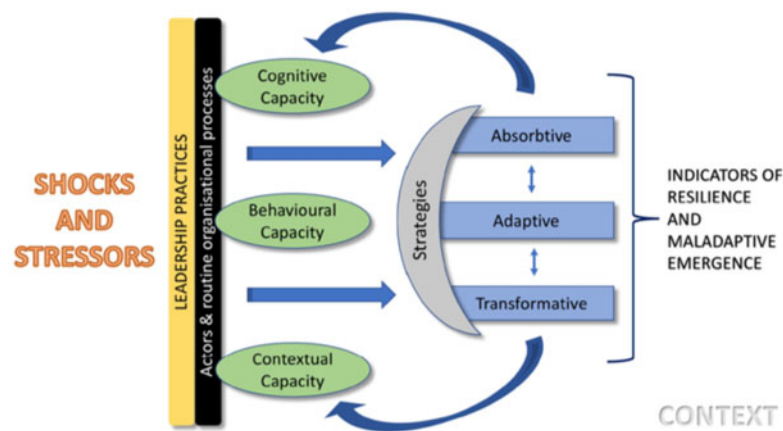 SHOCKS
AND
STRESSORS
LEADERSHIP PRACTICES
Actors & routine organisational processes
Cognitive
Capacity
Behavioural
Capacity
Contextual
Capacity
Strategies
Absorbtive
Adaptive
Transformative
INDICATORS OF
RESILIENCE
AND
MALADAPTIVE
EMERGENCE
CONTEXT